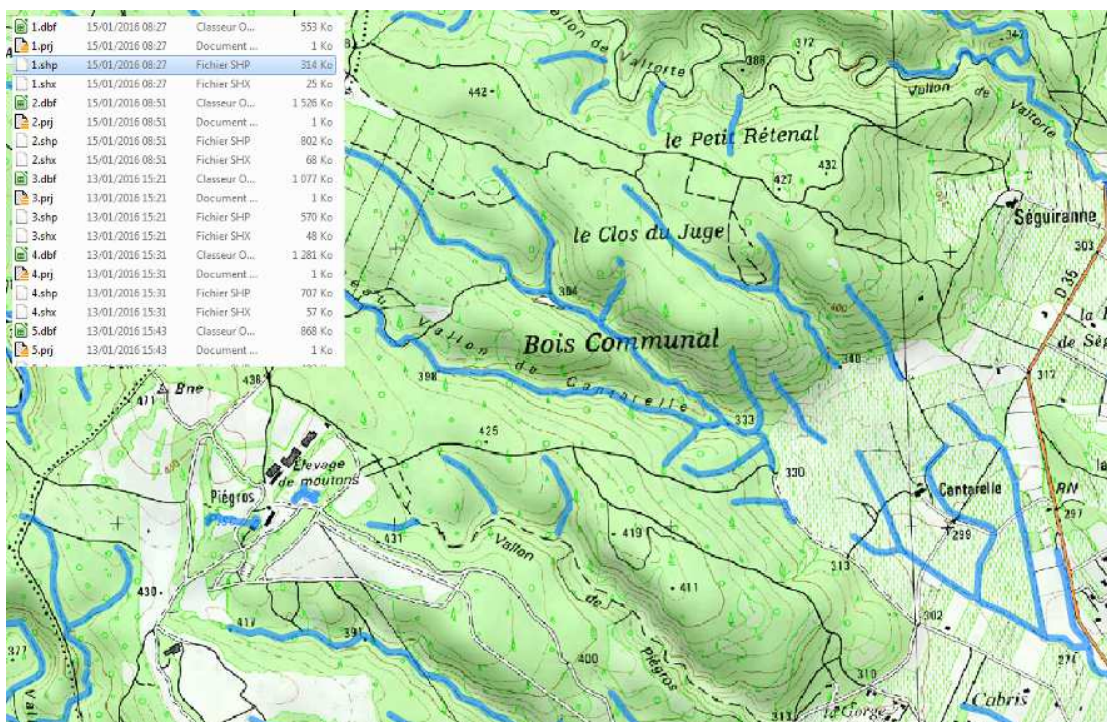 1.dbf 15/01/2016 08:27 Classeur O... 553 Ko
1.prj 15/01/2016 08:27 Document ... 1 Ko
1.shp 15/01/2016 08:27 Fichier SHP 314 Ko
1.shx 15/01/2016 08:27 Fichier SHX 25 Ko
2.dbf 15/01/2016 08:51 Classeur O... 1 526 Ko
2.prj 15/01/2016 08:51 Document ... 1 Ko
2.shp 15/01/2016 08:51 Fichier SHP 802 Ko
2.shx 15/01/2016 08:51 Fichier SHX 68 Ko
3.dbf 13/01/2016 15:21 Classeur O... 1 077 Ko
3.prj 13/01/2016 15:21 Document ... 1 Ko
3.shp 13/01/2016 15:21 Fichier SHP 570 Ko
3.shx 13/01/2016 15:21 Fichier SHX 48 Ko
4.dbf 13/01/2016 15:31 Classeur O... 1 281 Ko
4.prj 13/01/2016 15:31 Document ... 1 Ko
4.shp 13/01/2016 15:31 Fichier SHP 707 Ko
4.shx 13/01/2016 15:31 Fichier SHX 57 Ko
5.dbf 13/01/2016 15:43 Classeur O... 868 Ko
5.prj 13/01/2016 15:43 Document ... 1 Ko
Vallon de Valtorte
372
388
342
Vallon de Valtorte
442
le Petit Rétenal
432
427
Séguiranne
le Clos du Juge
303
D 35
400
384
Bois Communal
de Ség
340
317
Vallon de Cantarelle
398
438
Bne
471
333
425
Elevage
de moutons
330
Piégros
Cantarelle
RN
297
299
431
Vallon de Piégros
419
313
411
430
302
417
391
377
400
274
310
313
la Gorge
Cabris